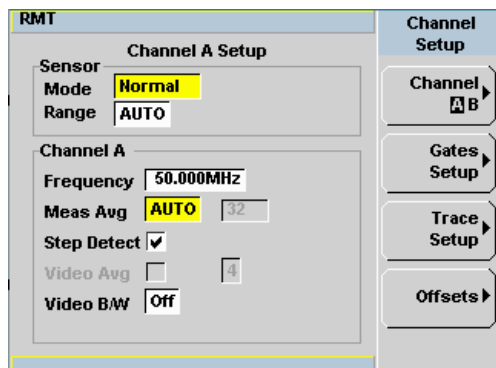 RMT
Channel A Setup
Sensor
Mode Normal
Range AUTO
Channel A
Frequency 50.000MHz
Meas Avg AUTO 32
Step Detect
Video Avg 4
Video B/W Off
Channel
Setup
Channel
A B
Gates
Setup
Trace
Setup
Offsets